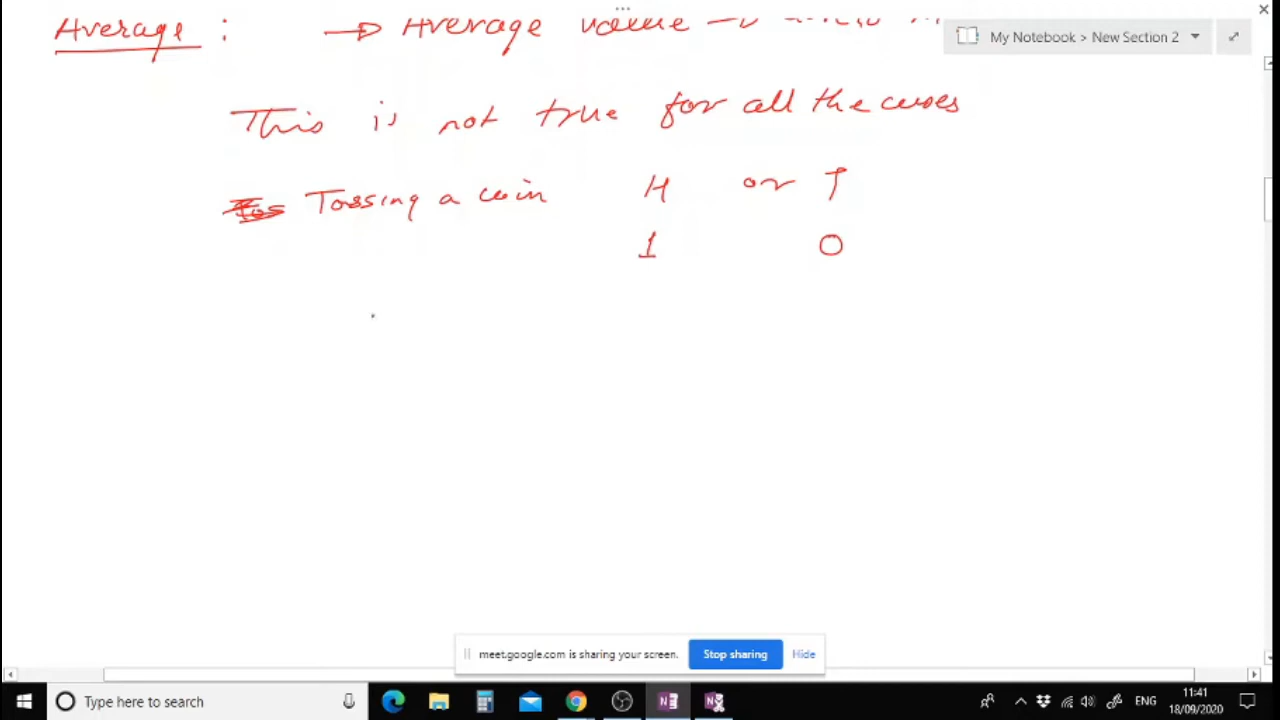 Average : → Average value →
My Notebook > New Section 2
This is not true for all the cases
Tossing a coin H or T
1 0
meet.google.com is sharing your screen. Stop sharing Hide
Type here to search
ENG
11:41
18/09/2020